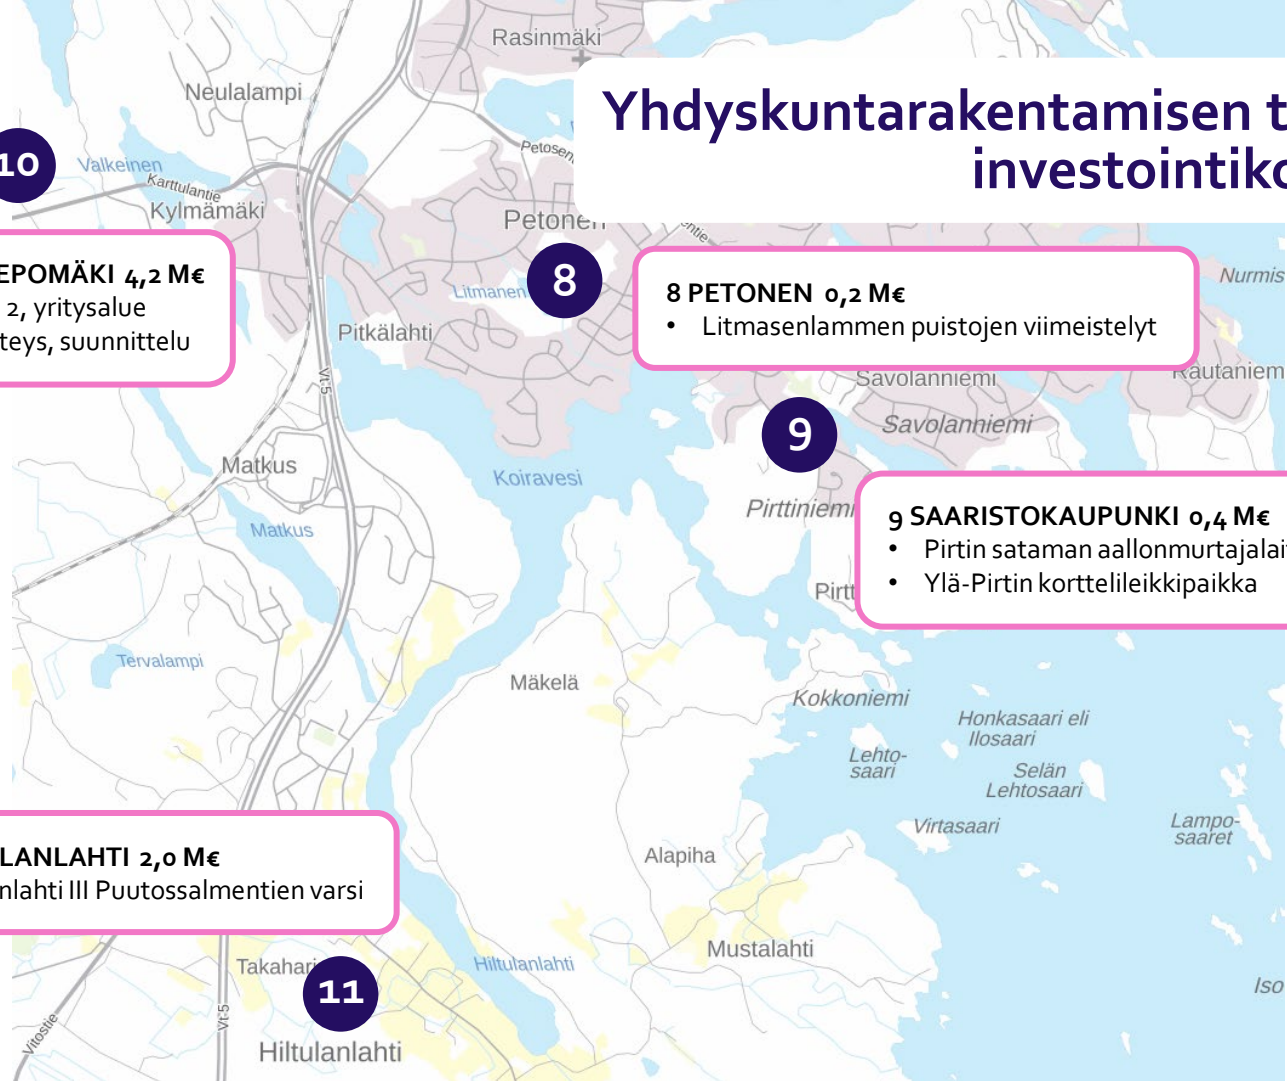 Rasinmäki
Neulalampi
Yhdyskuntarakentamisen t
investointiko
10
Valkeinen
Karttulantie
Kylmämäki
Petosen
Petonen
ntie
EPOMÄKI 4,2 M€
2, yritysalue
teys, suunnittelu
8
Litmanen
8 PETONEN 0,2 M€
• Litmasenlammen puistojen viimeistelyt
Nurmis
Pitkälahti
Vt 5
Savolanniemi
Rautaniem
Savolanniemi
9
Matkus
Koiravesi
Pirttiniemi
Matkus
9 SAARISTOKAUPUNKI 0,4 M€
• Pirtin sataman aallonmurtajalai
• Ylä-Pirtin korttelileikkipaikka
Pirtt
Tervalampi
Mäkelä
Kokkoniemi
Honkasaari eli
Ilosaari
Lehto-
saari
Selän
Lehtosaari
Virtasaari
Lampo-
saaret
LANLAHTI 2,0 M€
nlahti III Puutossalmentien varsi
Alapiha
Mustalahti
Takahar
Hiltulanlahti
11
Iso
Vt 5
Vitostie
Hiltulanlahti